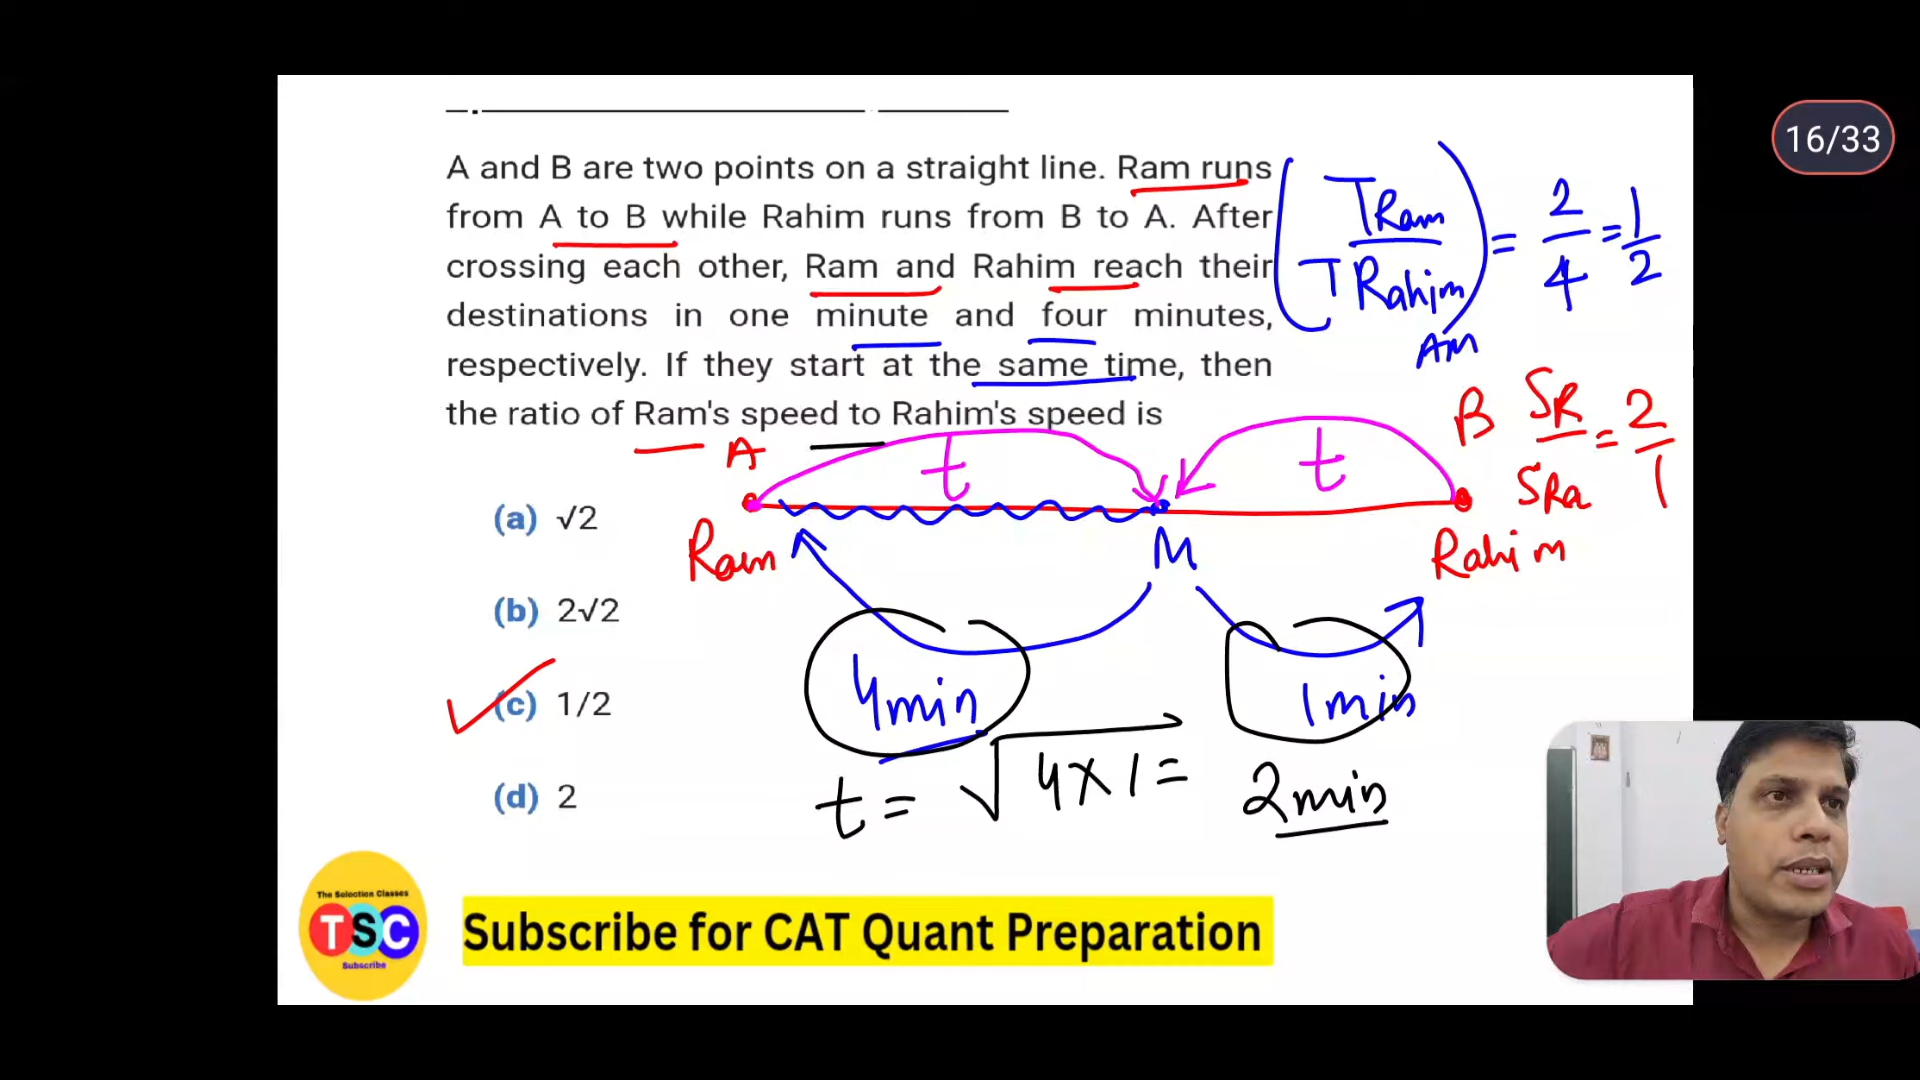 16/33
A and B are two points on a straight line. Ram runs
from A to B while Rahim runs from B to A. After
crossing each other, Ram and Rahim reach their
destinations in one minute and four minutes,
respectively. If they start at the same time, then
the ratio of Ram's speed to Rahim's speed is
(TRam / TRahim) = 2/4 = 1/2
AM
SR / SRa = 2/1
A
B
t
t
Ram
M
Rahim
(a) √2
(b) 2√2
(c) 1/2
(d) 2
4min
1min
t = √4×1 = 2min
The Selection Classes
TSC
Subscribe
Subscribe for CAT Quant Preparation